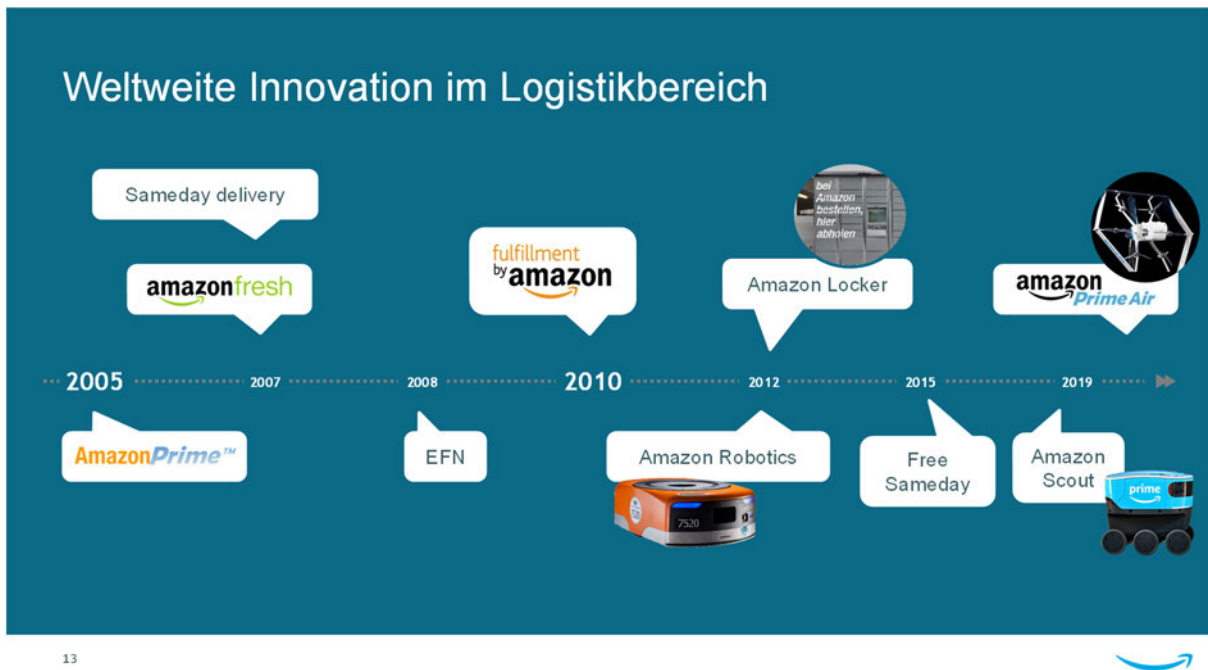 Weltweite Innovation im Logistikbereich
Sameday delivery
amazonfresh
fulfillment
by amazon
bei
Amazon
bestellen,
hier
abholen
Amazon Locker
amazon
Prime Air
2005
2007
2008
2010
2012
2015
2019
AmazonPrime™
EFN
Amazon Robotics
7520
Free
Sameday
Amazon
Scout
prime
13